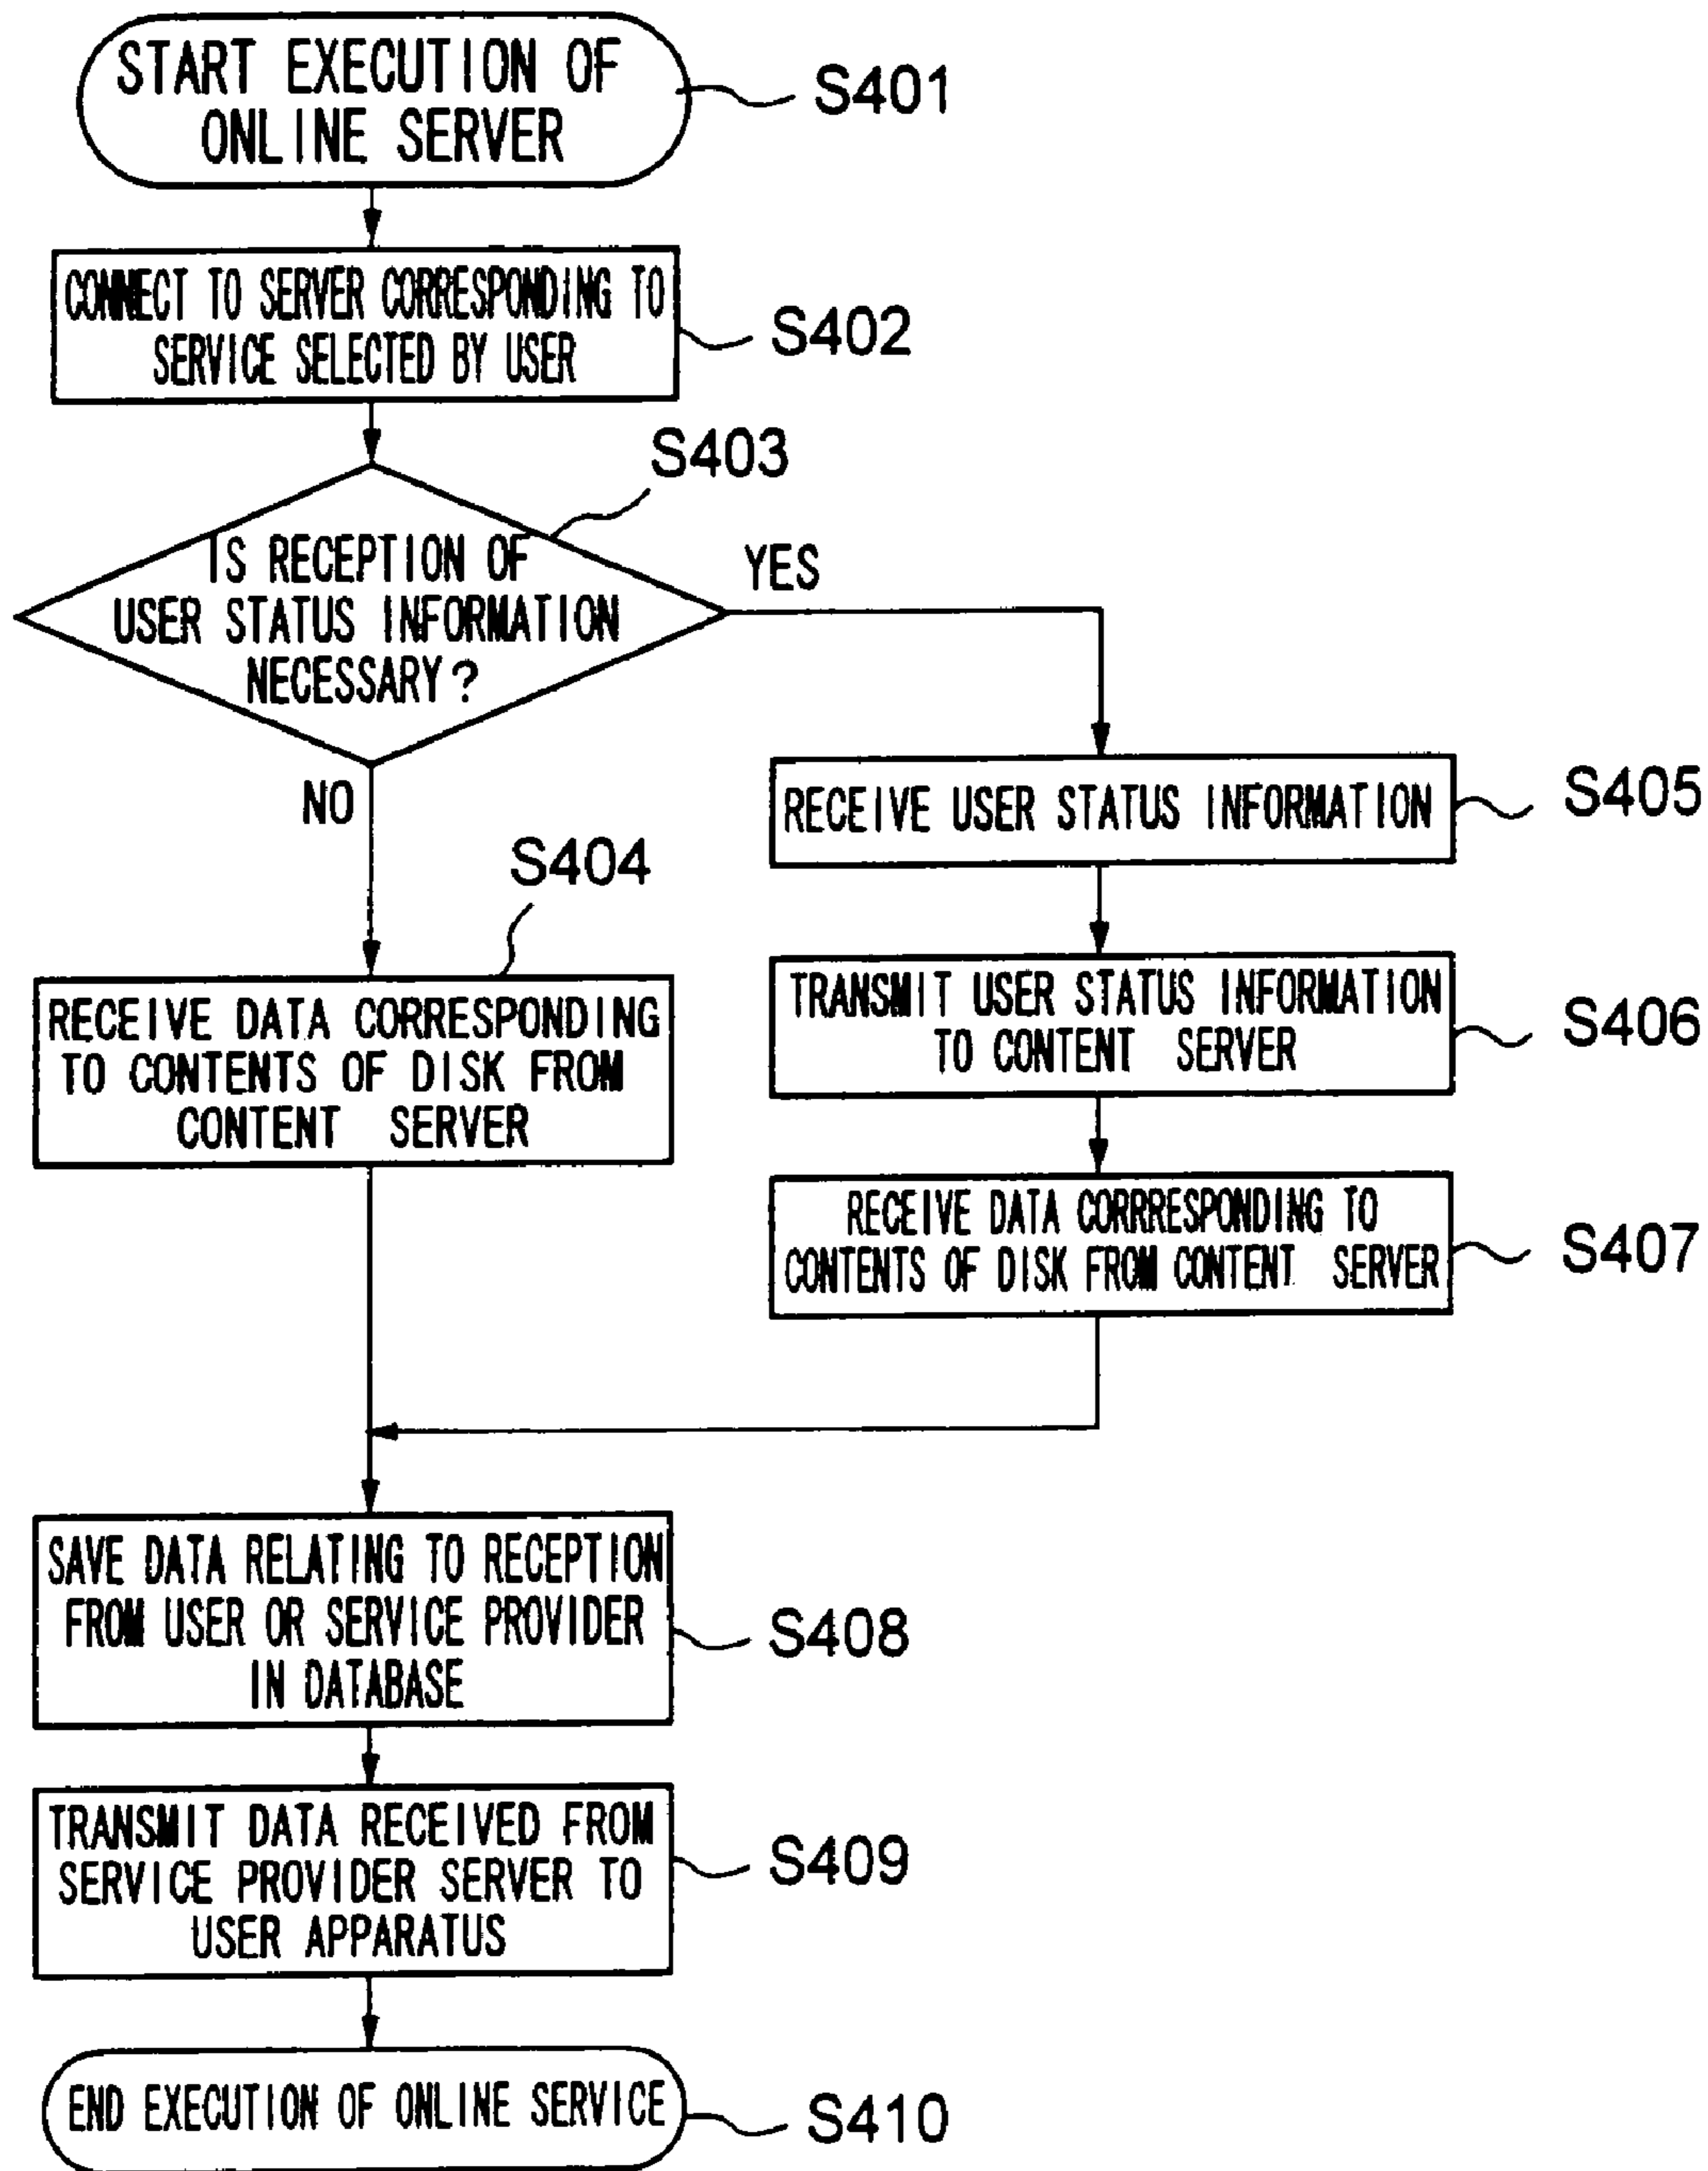 START EXECUTION OF
ONLINE SERVER
S401
CONNECT TO SERVER CORRESPONDING TO
SERVICE SELECTED BY USER
S402
S403
IS RECEPTION OF
USER STATUS INFORMATION
NECESSARY?
YES
NO
RECEIVE USER STATUS INFORMATION
S405
S404
RECEIVE DATA CORRESPONDING
TO CONTENTS OF DISK FROM
CONTENT SERVER
TRANSMIT USER STATUS INFORMATION
TO CONTENT SERVER
S406
RECEIVE DATA CORRRESPONDING TO
CONTENTS OF DISK FROM CONTENT SERVER
S407
SAVE DATA RELATING TO RECEPTION
FROM USER OR SERVICE PROVIDER
IN DATABASE
S408
TRANSMIT DATA RECEIVED FROM
SERVICE PROVIDER SERVER TO
USER APPARATUS
S409
END EXECUTION OF ONLINE SERVICE
S410